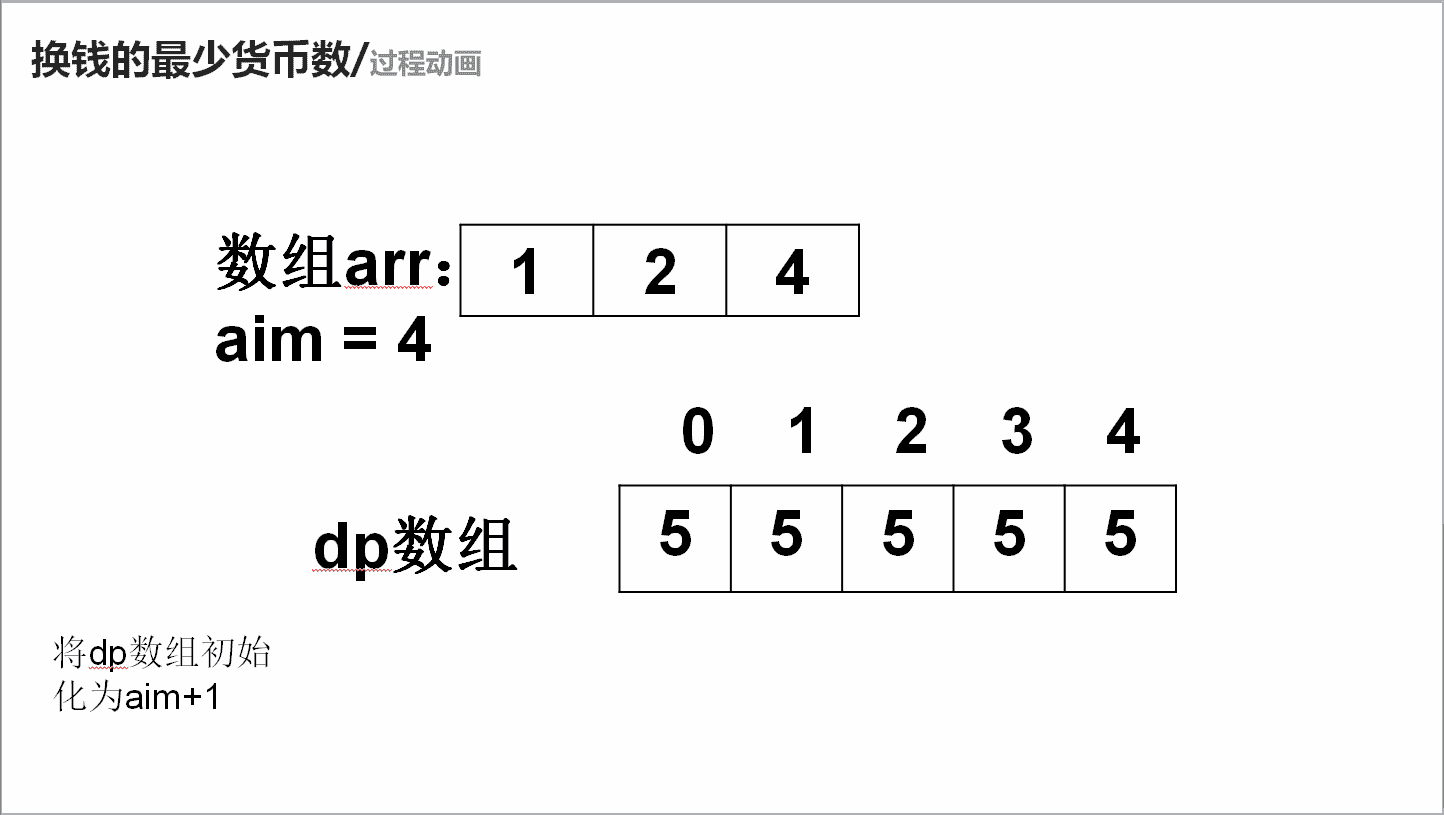 换钱的最少货币数/过程动画
数组arr: 1 2 4
aim = 4
0 1 2 3 4
dp数组 5 5 5 5 5
将dp数组初始
化为aim+1